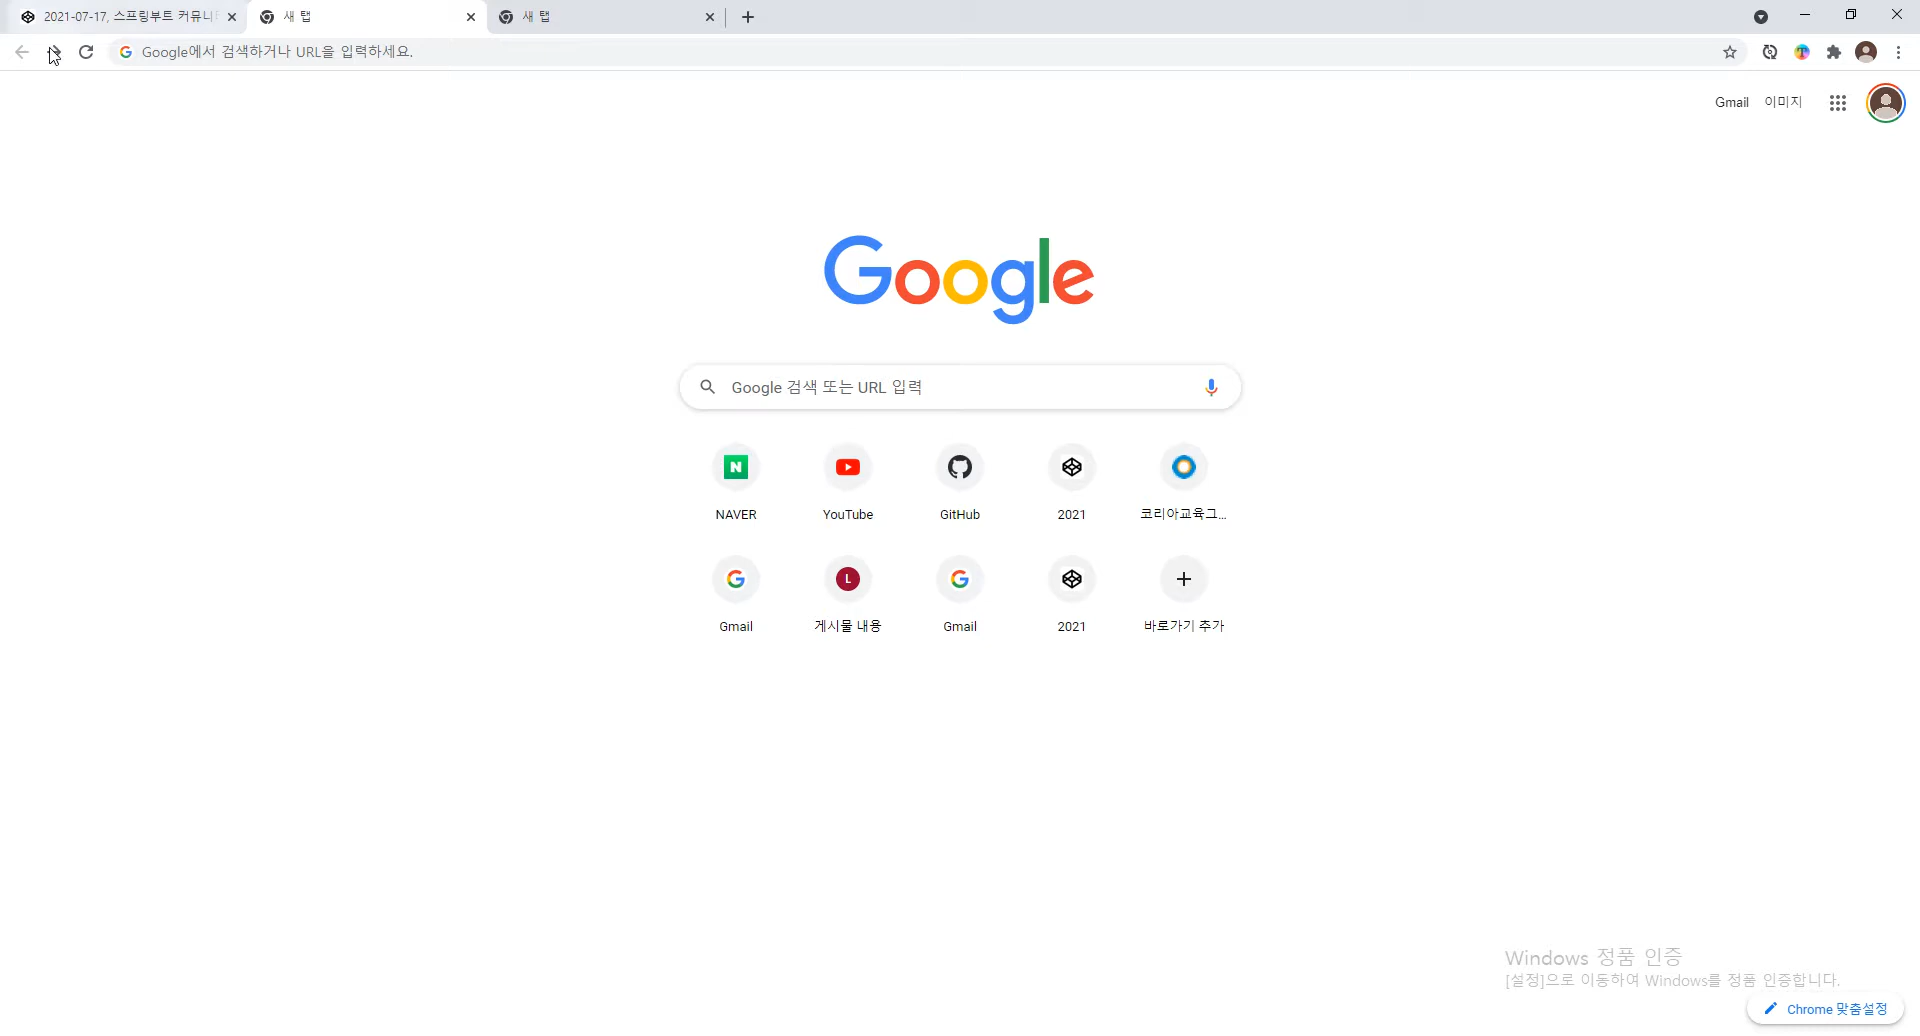 2021-07-17, 스프링부트 커뮤니
새 탭
새 탭
Google에서 검색하거나 URL을 입력하세요.
Gmail 이미지
Google
Google 검색 또는 URL 입력
NAVER YouTube GitHub 2021 코리아교육그...
L
Gmail 게시물 내용 Gmail 2021 바로가기 추가
Windows 정품 인증
[설정]으로 이동하여 Windows를 정품 인증합니다.
Chrome 맞춤설정